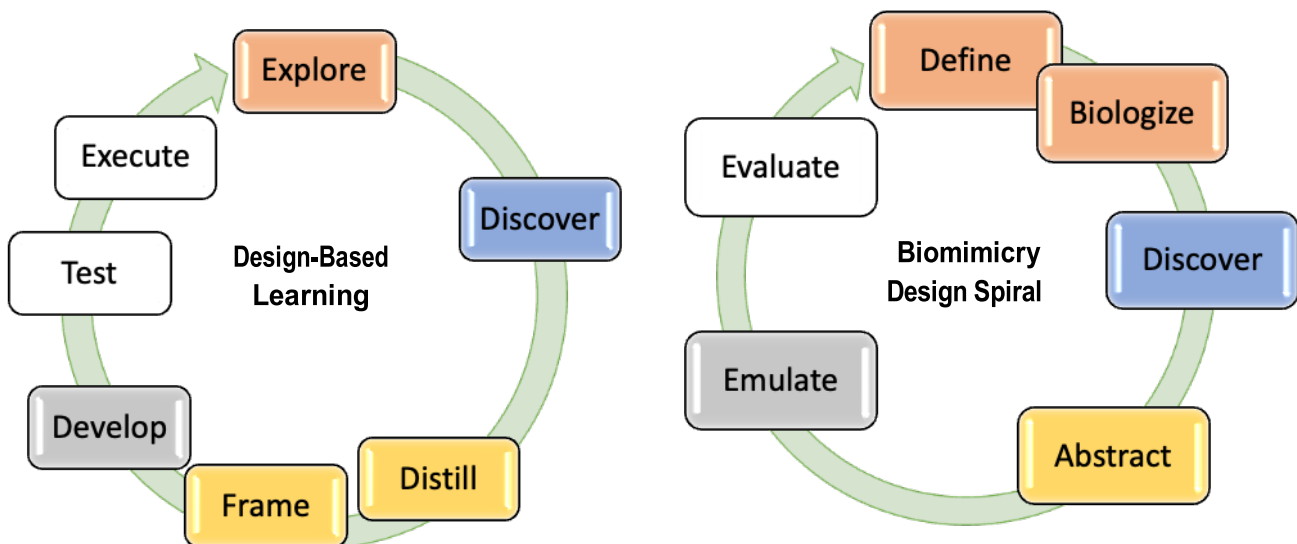 Explore
Discover
Distill
Frame
Develop
Test
Execute
Design-Based
Learning
Define
Biologize
Discover
Abstract
Emulate
Evaluate
Biomimicry
Design Spiral